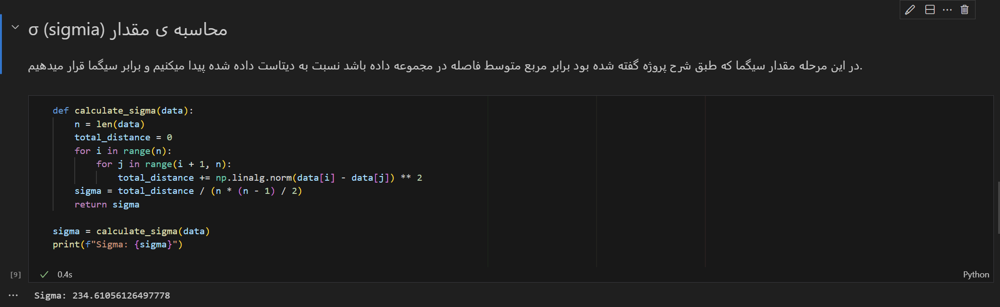 محاسبه ی مقدار σ (sigmia)
در این مرحله مقدار سیگما که طبق شرح پروژه گفته شده بود برابر مربع متوسط فاصله در مجموعه داده باشد نسبت به دیتاست داده شده پیدا میکنیم و برابر سیگما قرار میدهیم.
def calculate_sigma(data):
    n = len(data)
    total_distance = 0
    for i in range(n):
        for j in range(i + 1, n):
            total_distance += np.linalg.norm(data[i] - data[j]) ** 2
    sigma = total_distance / (n * (n - 1) / 2)
    return sigma
sigma = calculate_sigma(data)
print(f"Sigma: {sigma}")
[9] 0.4s Python
Sigma: 234.61056126497778